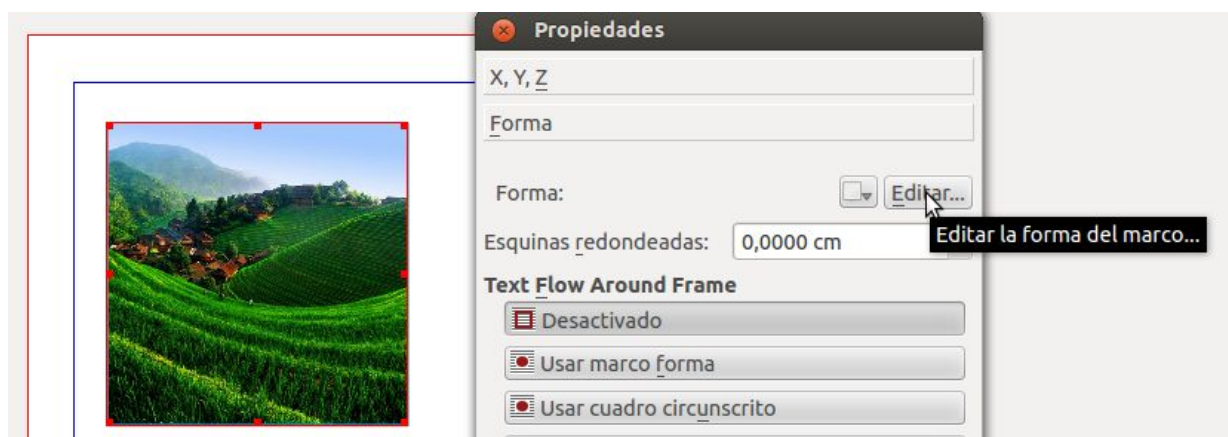 Propiedades
X, Y, Z
Forma
Forma:
Editar...
Editar la forma del marco...
Esquinas redondeadas: 0,0000 cm
Text Flow Around Frame
Desactivado
Usar marco forma
Usar cuadro circunscrito